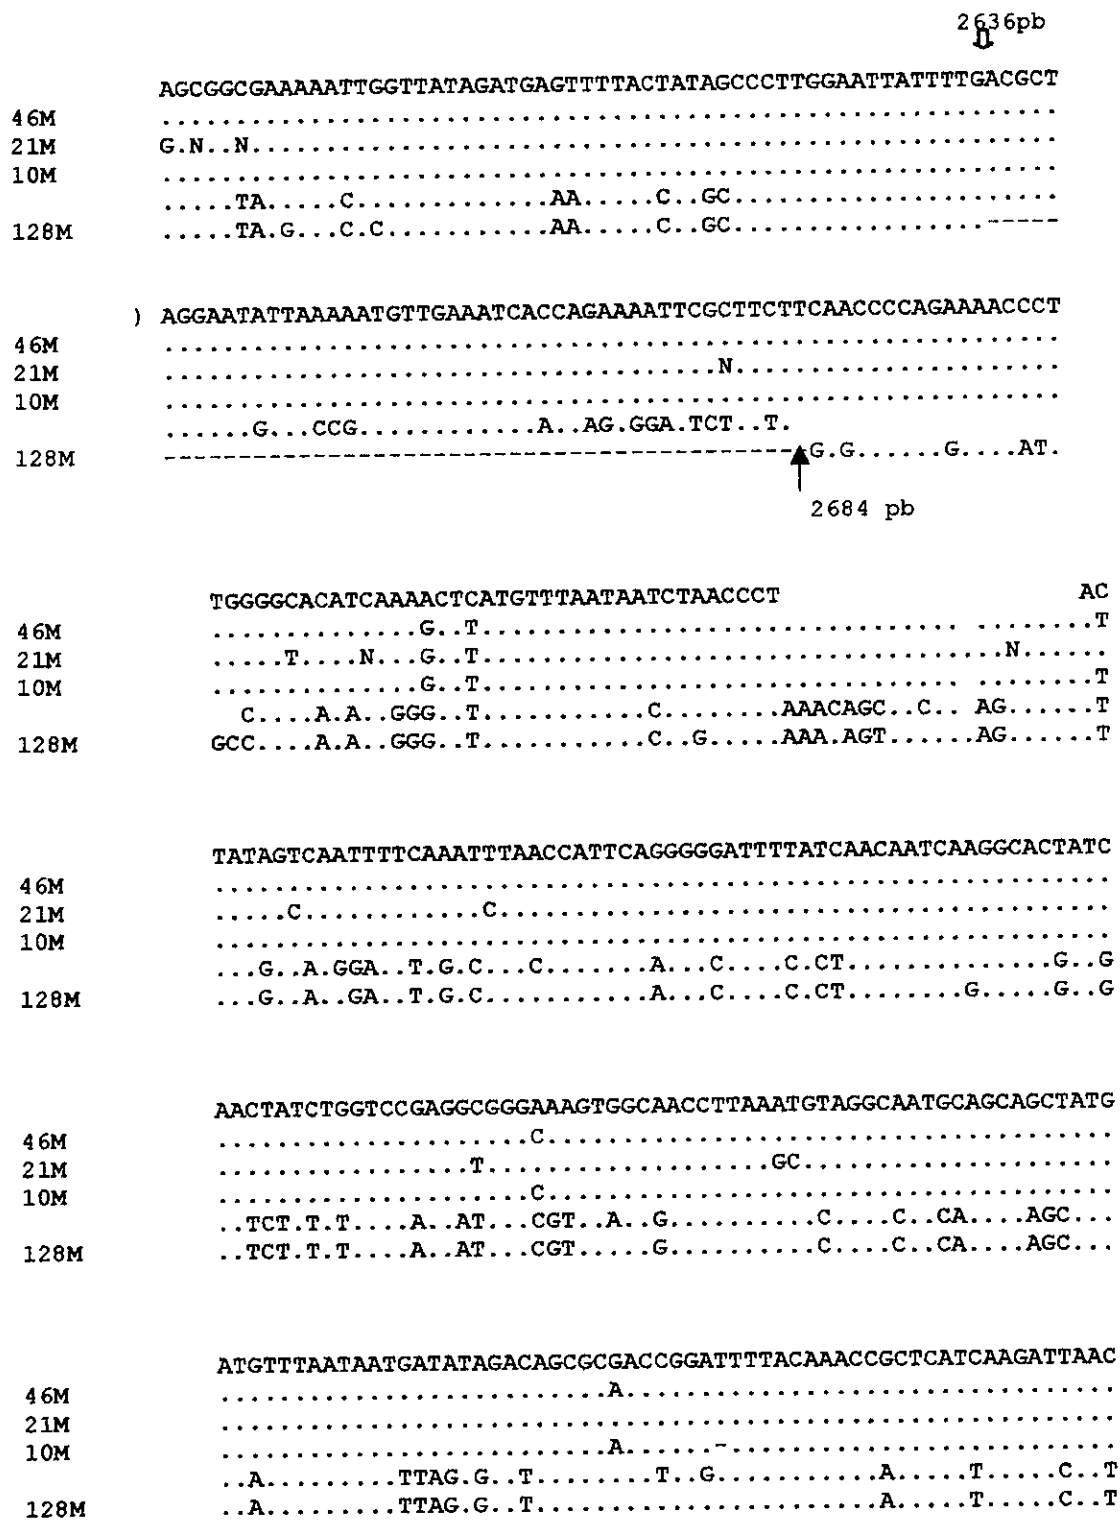 2636pb
AGCGGCGAAAAATTGGTTATAGATGAGTTTTACTATAGCCCTTGGAATTATTTTGACGCT
46M ............................................................
21M G.N..N......................................................
10M ............................................................
.....TA.....C.............AA.....C..GC......................
128M .....TA.G...C.C...........AA.....C..GC.................-----
) AGGAATATTAAAAATGTTGAAATCACCAGAAAATTCGCTTCTTCAACCCCAGAAAACCCT
46M ............................................................
21M .....................................N......................
10M ............................................................
......G...CCG............A..AG.GGA.TCT..T.
128M -------------------------------------------G.G......G....AT.
2684 pb
TGGGGCACATCAAAACTCATGTTTAATAATCTAACCCT AC
46M ..............G..T................................ ........T
21M .....T....N...G..T...................................N......
10M ..............G..T................................ ........T
C....A.A..GGG..T...........C........AAACAGC..C.. AG......T
128M GCC....A.A..GGG..T............C..G.....AAA.AGT......AG......T
TATAGTCAATTTTCAAATTTAACCATTCAGGGGGATTTTATCAACAATCAAGGCACTATC
46M ............................................................
21M .....C............C.........................................
10M ............................................................
...G..A.GGA..T.G.C...C.......A...C....C.CT..............G..G
128M ...G..A..GA..T.G.C...........A...C....C.CT........G.....G..G
AACTATCTGGTCCGAGGCGGGAAAGTGGCAACCTTAAATGTAGGCAATGCAGCAGCTATG
46M .....................C......................................
21M .................T...................GC.....................
10M .....................C......................................
..TCT.T.T....A..AT...CGT..A..G..........C....C..CA....AGC...
128M ..TCT.T.T....A..AT...CGT.....G..........C....C..CA....AGC...
ATGTTTAATAATGATATAGACAGCGCGACCGGATTTTACAAACCGCTCATCAAGATTAAC
46M ..........................A.................................
21M ............................................................
10M ..........................A......-..........................
..A.........TTAG.G..T........T..G...........A.....T.....C..T
128M ..A.........TTAG.G..T.......................A.....T.....C..T